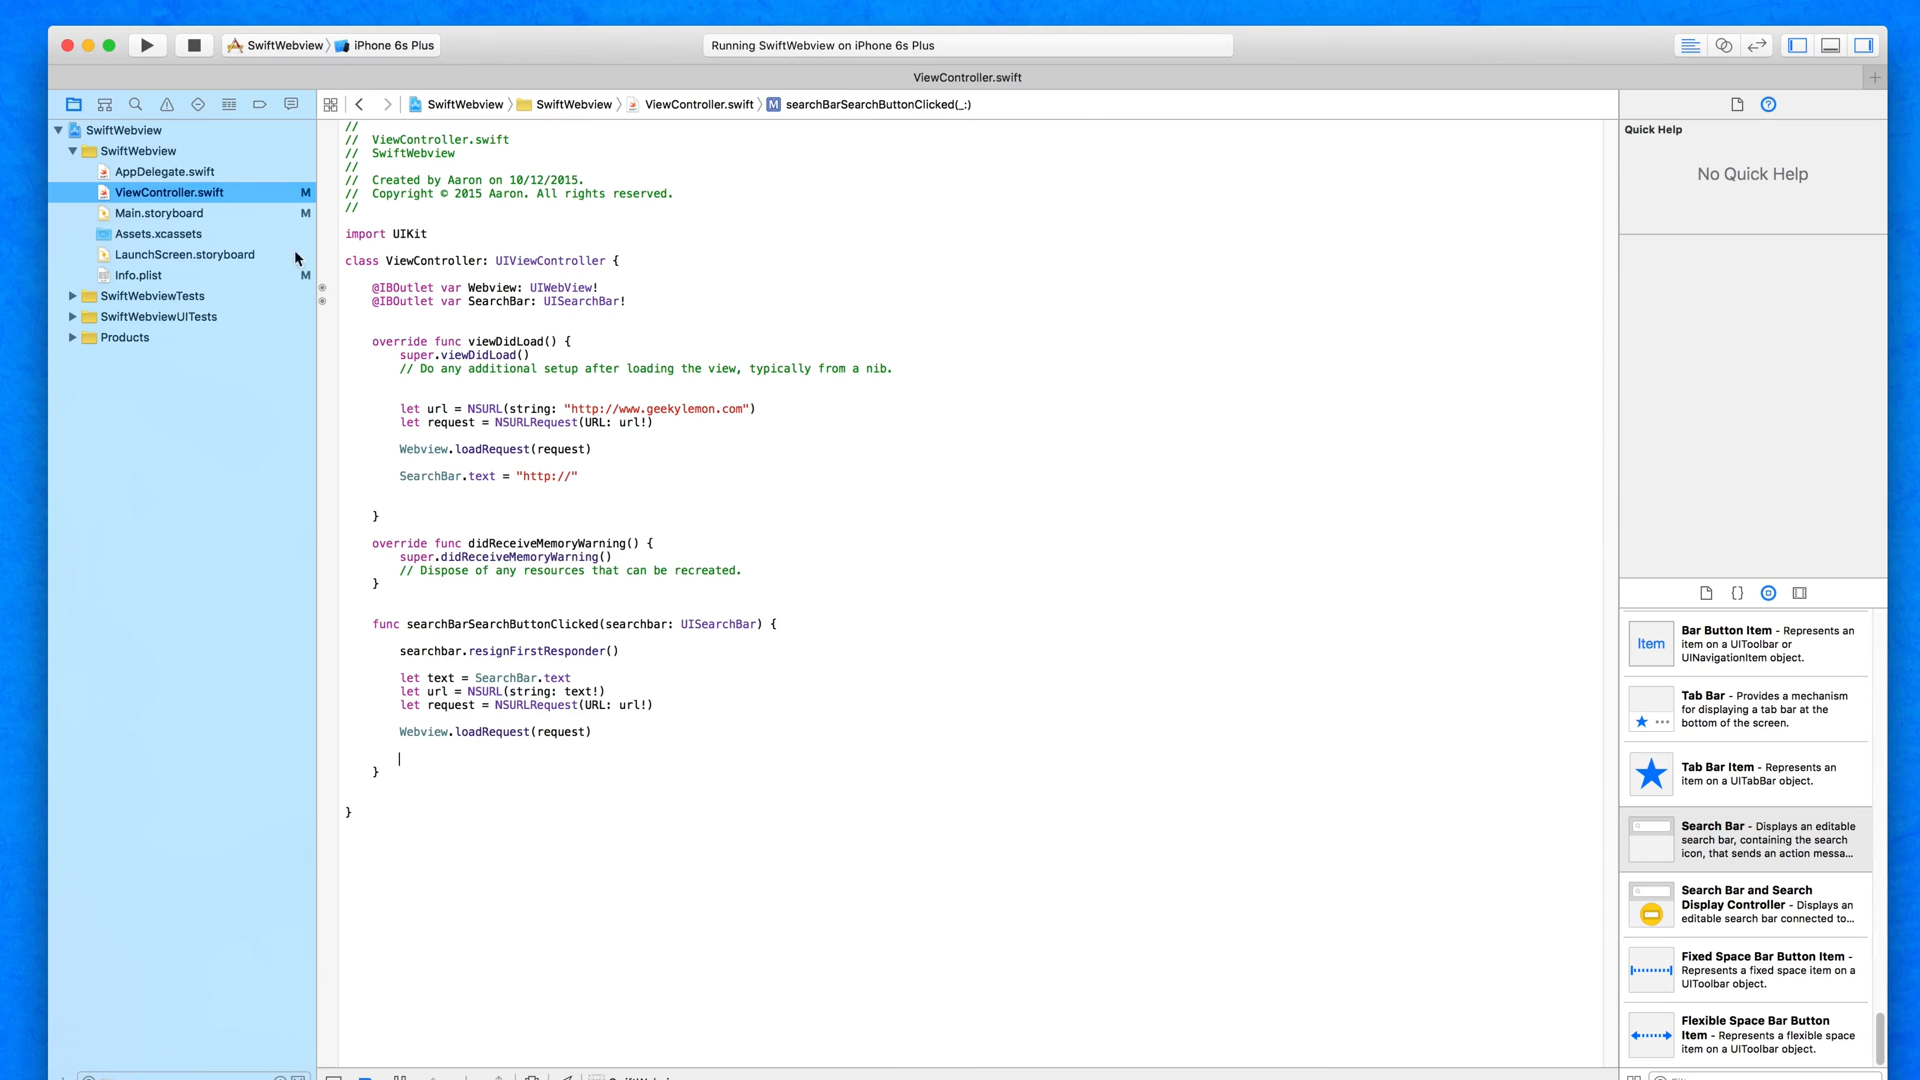 SwiftWebview
iPhone 6s Plus
Running SwiftWebview on iPhone 6s Plus
ViewController.swift
SwiftWebview
SwiftWebview
ViewController.swift
M
searchBarSearchButtonClicked(_:)
SwiftWebview
SwiftWebview
AppDelegate.swift
ViewController.swift M
Main.storyboard M
Assets.xcassets
LaunchScreen.storyboard
Info.plist M
SwiftWebviewTests
SwiftWebviewUITests
Products
//
// ViewController.swift
// SwiftWebview
//
// Created by Aaron on 10/12/2015.
// Copyright © 2015 Aaron. All rights reserved.
//
import UIKit
class ViewController: UIViewController {
@IBOutlet var Webview: UIWebView!
@IBOutlet var SearchBar: UISearchBar!
override func viewDidLoad() {
super.viewDidLoad()
// Do any additional setup after loading the view, typically from a nib.
let url = NSURL(string: "http://www.geekylemon.com")
let request = NSURLRequest(URL: url!)
Webview.loadRequest(request)
SearchBar.text = "http://"
}
override func didReceiveMemoryWarning() {
super.didReceiveMemoryWarning()
// Dispose of any resources that can be recreated.
}
func searchBarSearchButtonClicked(searchbar: UISearchBar) {
searchbar.resignFirstResponder()
let text = SearchBar.text
let url = NSURL(string: text!)
let request = NSURLRequest(URL: url!)
Webview.loadRequest(request)
}
}
Quick Help
No Quick Help
{}
Item
Bar Button Item - Represents an
item on a UIToolbar or
UINavigationItem object.
Tab Bar - Provides a mechanism
for displaying a tab bar at the
bottom of the screen.
Tab Bar Item - Represents an
item on a UITabBar object.
Search Bar - Displays an editable
search bar, containing the search
icon, that sends an action messa...
Search Bar and Search
Display Controller - Displays an
editable search bar connected to...
Fixed Space Bar Button Item -
Represents a fixed space item on a
UIToolbar object.
Flexible Space Bar Button
Item - Represents a flexible space
item on a UIToolbar object.